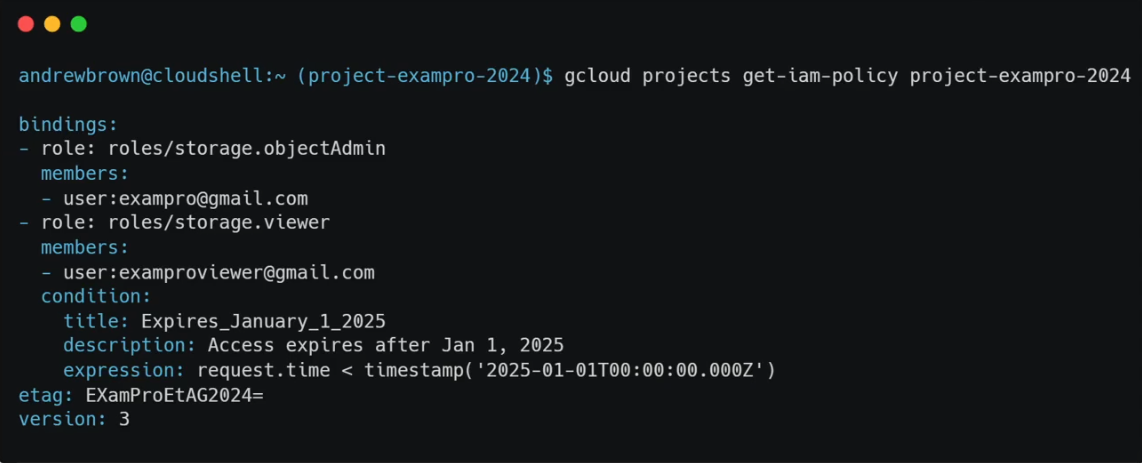 andrewbrown@cloudshell:~ (project-exampro-2024)$ gcloud projects get-iam-policy project-exampro-2024
bindings:
- role: roles/storage.objectAdmin
  members:
  - user:exampro@gmail.com
- role: roles/storage.viewer
  members:
  - user:examproviewer@gmail.com
  condition:
    title: Expires_January_1_2025
    description: Access expires after Jan 1, 2025
    expression: request.time < timestamp('2025-01-01T00:00:00.000Z')
etag: EXamProEtAG2024=
version: 3